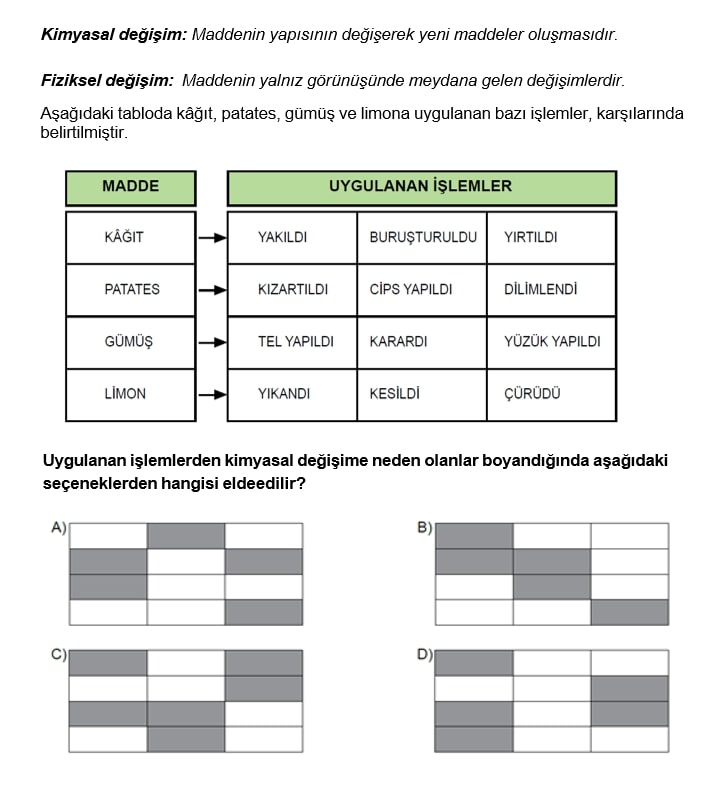 Kimyasal değişim: Maddenin yapısının değişerek yeni maddeler oluşmasıdır.
Fiziksel değişim: Maddenin yalnız görünüşünde meydana gelen değişimlerdir.
Aşağıdaki tabloda kâğıt, patates, gümüş ve limona uygulanan bazı işlemler, karşılarında
belirtilmiştir.
MADDE UYGULANAN İŞLEMLER
KÂĞIT YAKILDI BURUŞTURULDU YIRTILDI
PATATES KIZARTILDI CİPS YAPILDI DİLİMLENDİ
GÜMÜŞ TEL YAPILDI KARARDI YÜZÜK YAPILDI
LİMON YIKANDI KESİLDİ ÇÜRÜDÜ
Uygulanan işlemlerden kimyasal değişime neden olanlar boyandığında aşağıdaki
seçeneklerden hangisi eldeedilir?
A) B)
C) D)